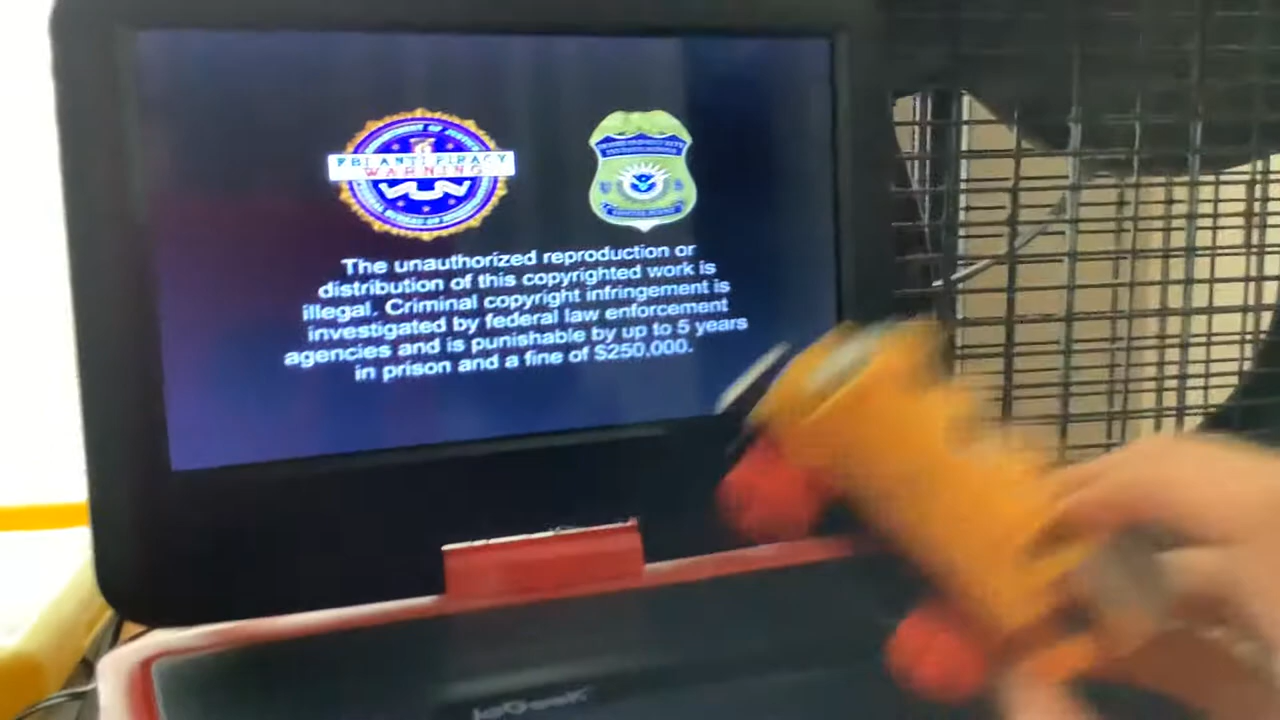 FBI ANTI-PIRACY
WARNING
The unauthorized reproduction or
distribution of this copyrighted work is
illegal. Criminal copyright infringement is
investigated by federal law enforcement
agencies and is punishable by up to 5 years
in prison and a fine of $250,000.